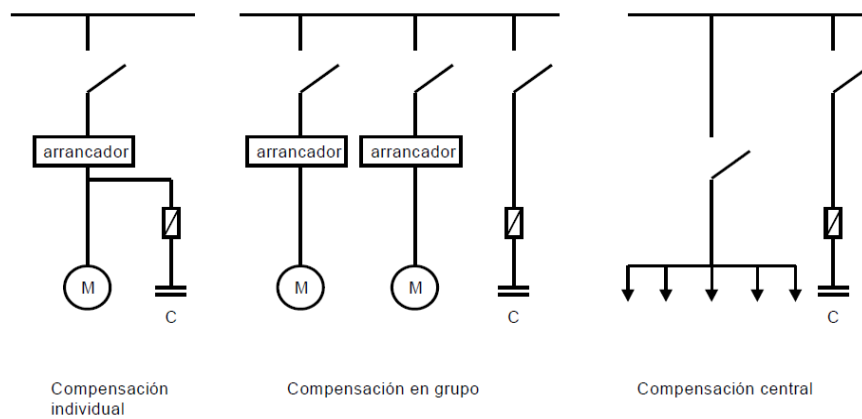 arrancador
arrancador
arrancador
M
M
M
C
C
C
Compensación
individual
Compensación en grupo
Compensación central